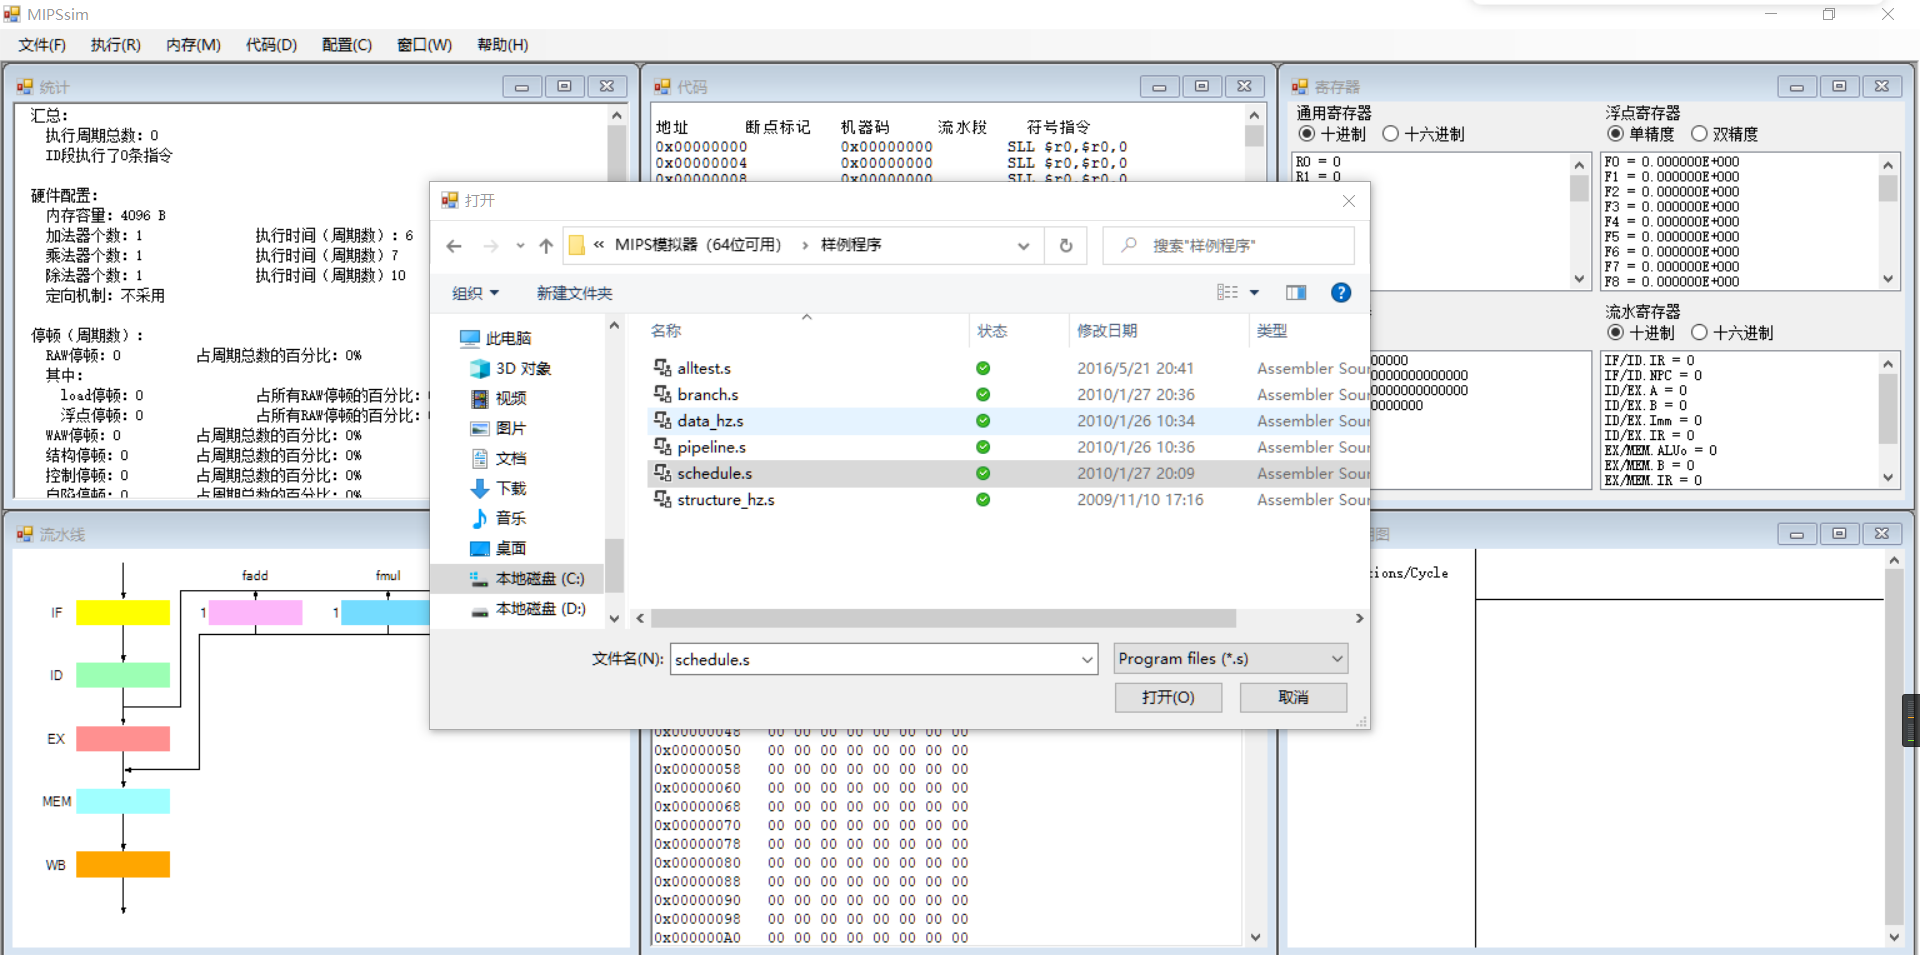 MIPSsim
文件(F) 执行(R) 内存(M) 代码(D) 配置(C) 窗口(W) 帮助(H)
统计
汇总:
执行周期总数: 0
ID段执行了0条指令
硬件配置:
内存容量: 4096 B
加法器个数: 1 执行时间（周期数）: 6
乘法器个数: 1 执行时间（周期数）7
除法器个数: 1 执行时间（周期数）10
定向机制: 不采用
停顿（周期数）:
RAW停顿: 0 占周期总数的百分比: 0%
其中:
load停顿: 0 占所有RAW停顿的百分比:
浮点停顿: 0 占所有RAW停顿的百分比:
WAW停顿: 0 占周期总数的百分比: 0%
结构停顿: 0 占周期总数的百分比: 0%
控制停顿: 0 占周期总数的百分比: 0%
自陷停顿: 0 占周期总数的百分比: 0%
代码
地址 断点标记 机器码 流水段 符号指令
0x00000000 0x00000000 SLL $r0,$r0,0
0x00000004 0x00000000 SLL $r0,$r0,0
0x00000008 0x00000000 SLL $r0,$r0,0
寄存器
通用寄存器
十进制 十六进制
R0 = 0
R1 = 0
浮点寄存器
单精度 双精度
F0 = 0.000000E+000
F1 = 0.000000E+000
F2 = 0.000000E+000
F3 = 0.000000E+000
F4 = 0.000000E+000
F5 = 0.000000E+000
F6 = 0.000000E+000
F7 = 0.000000E+000
F8 = 0.000000E+000
流水寄存器
十进制 十六进制
00000
0000000000000
0000000000000
0000000
IF/ID.IR = 0
IF/ID.NPC = 0
ID/EX.A = 0
ID/EX.B = 0
ID/EX.Imm = 0
ID/EX.IR = 0
EX/MEM.ALUo = 0
EX/MEM.B = 0
EX/MEM.IR = 0
打开
« MIPS模拟器（64位可用） › 样例程序
搜索"样例程序"
组织 新建文件夹
此电脑
3D 对象
视频
图片
文档
下载
音乐
桌面
本地磁盘 (C:)
本地磁盘 (D:)
名称 状态 修改日期 类型
alltest.s 2016/5/21 20:41 Assembler Sour
branch.s 2010/1/27 20:36 Assembler Sour
data_hz.s 2010/1/26 10:34 Assembler Sour
pipeline.s 2010/1/26 10:36 Assembler Sour
schedule.s 2010/1/27 20:09 Assembler Sour
structure_hz.s 2009/11/10 17:16 Assembler Sour
文件名(N): schedule.s Program files (*.s)
打开(O) 取消
流水线
fadd fmul
IF 1 1
ID
EX
MEM
WB
0x00000048 00 00 00 00 00 00 00 00
0x00000050 00 00 00 00 00 00 00 00
0x00000058 00 00 00 00 00 00 00 00
0x00000060 00 00 00 00 00 00 00 00
0x00000068 00 00 00 00 00 00 00 00
0x00000070 00 00 00 00 00 00 00 00
0x00000078 00 00 00 00 00 00 00 00
0x00000080 00 00 00 00 00 00 00 00
0x00000088 00 00 00 00 00 00 00 00
0x00000090 00 00 00 00 00 00 00 00
0x00000098 00 00 00 00 00 00 00 00
0x000000A0 00 00 00 00 00 00 00 00
图
ions/Cycle